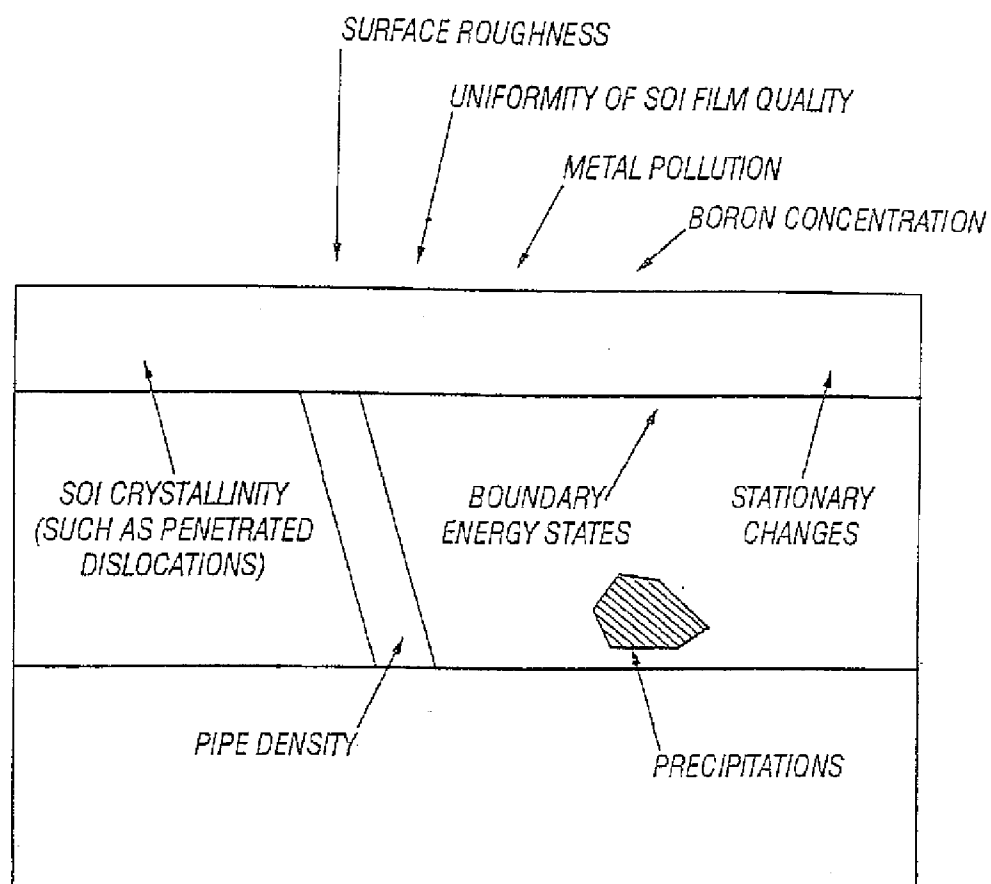 SURFACE ROUGHNESS
UNIFORMITY OF SOI FILM QUALITY
METAL POLLUTION
BORON CONCENTRATION
SOI CRYSTALLINITY
(SUCH AS PENETRATED
DISLOCATIONS)
BOUNDARY
ENERGY STATES
STATIONARY
CHANGES
PIPE DENSITY
PRECIPITATIONS